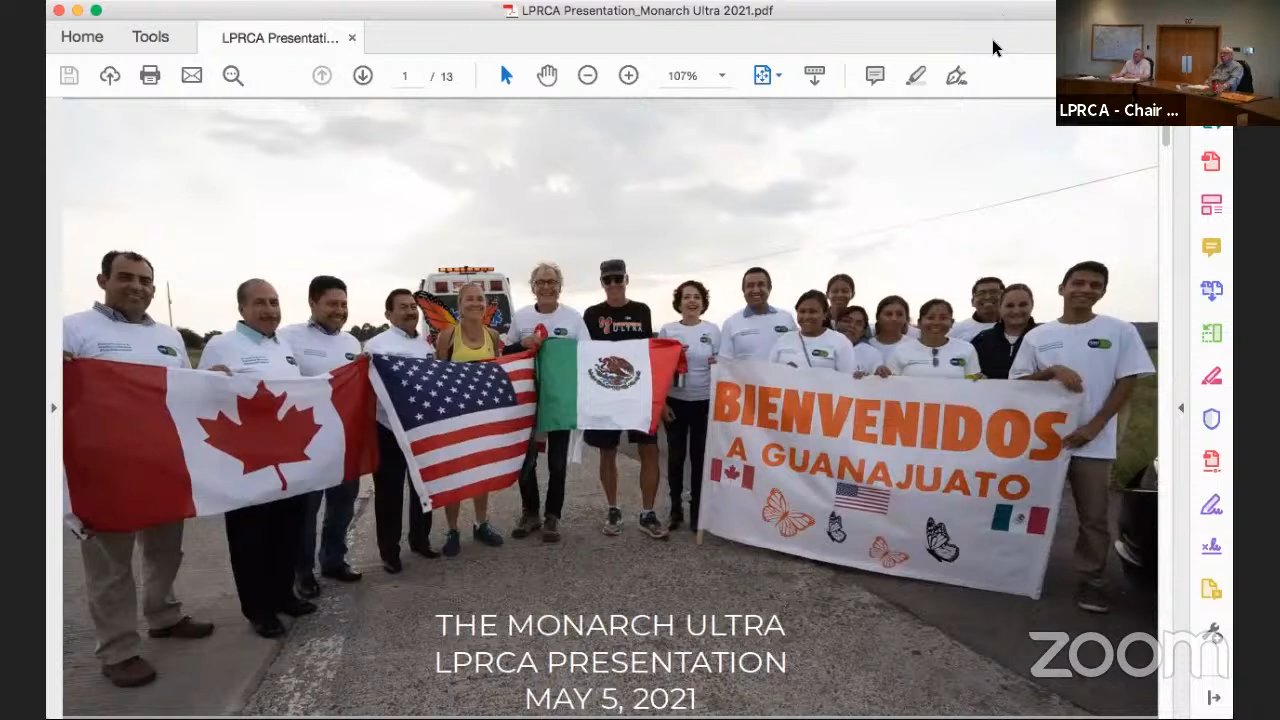 LPRCA Presentation_Monarch Ultra 2021.pdf
Home
Tools
LPRCA Presentati...
1
/ 13
107%
LPRCA - Chair ...
ULTRA
BIENVENIDOS
A GUANAJUATO
THE MONARCH ULTRA
LPRCA PRESENTATION
MAY 5, 2021
zoom